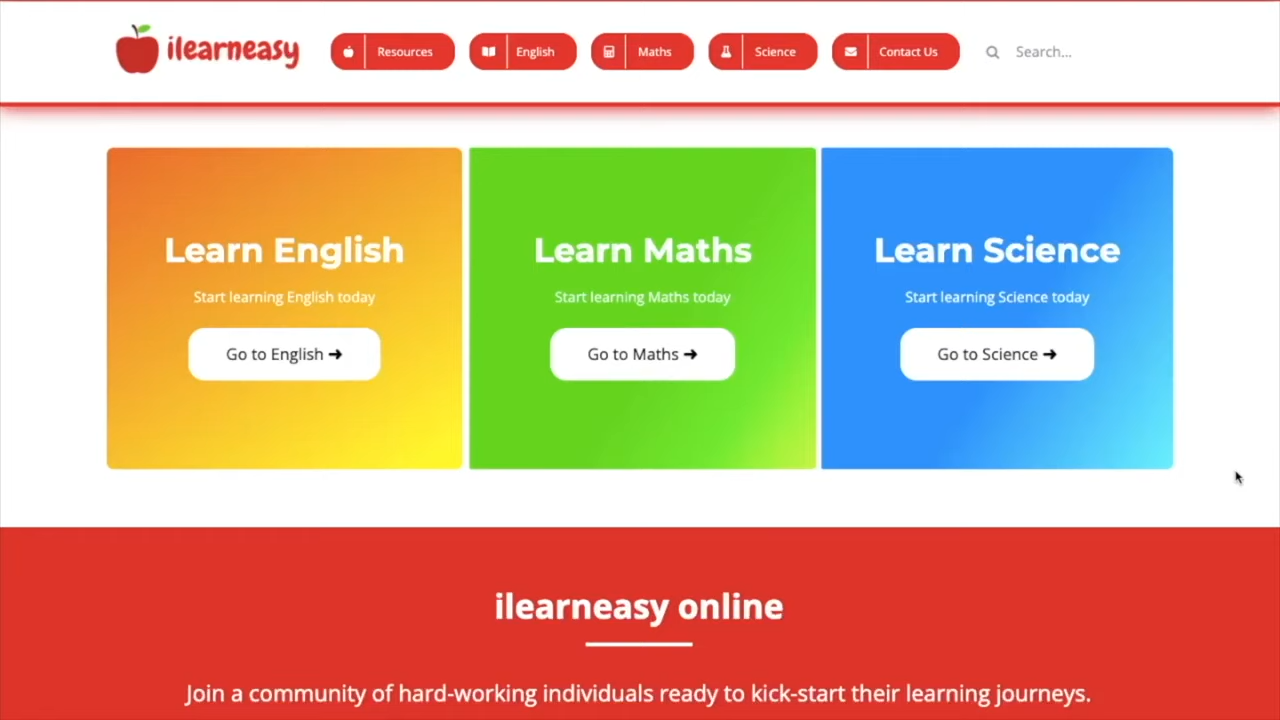 ilearneasy
Resources
English
Maths
Science
Contact Us
Search...
Learn English
Start learning English today
Go to English ➜
Learn Maths
Start learning Maths today
Go to Maths ➜
Learn Science
Start learning Science today
Go to Science ➜
ilearneasy online
Join a community of hard-working individuals ready to kick-start their learning journeys.